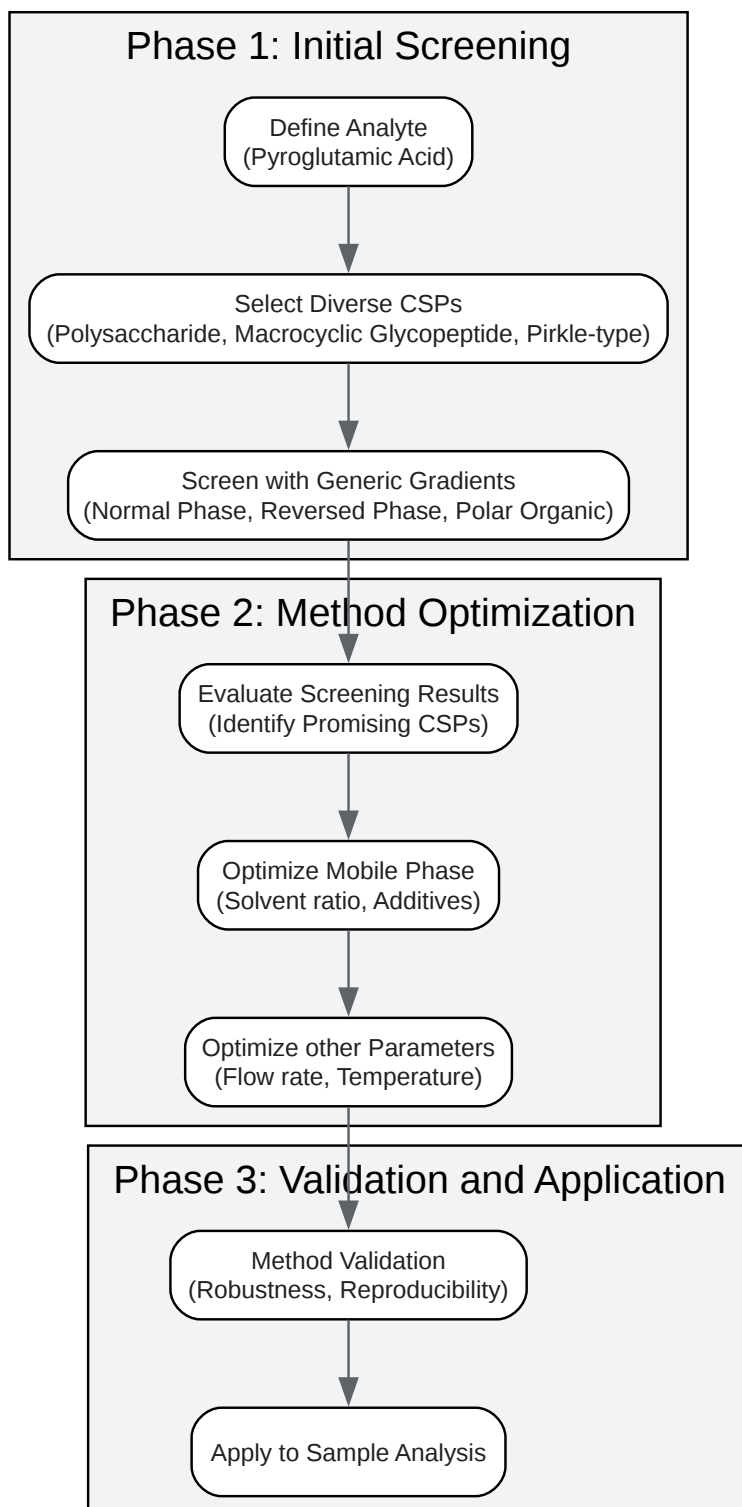 Phase 1: Initial Screening
Define Analyte
(Pyroglutamic Acid)
Select Diverse CSPs
(Polysaccharide, Macrocyclic Glycopeptide, Pirkle-type)
Screen with Generic Gradients
(Normal Phase, Reversed Phase, Polar Organic)
Phase 2: Method Optimization
Evaluate Screening Results
(Identify Promising CSPs)
Optimize Mobile Phase
(Solvent ratio, Additives)
Optimize other Parameters
(Flow rate, Temperature)
Phase 3: Validation and Application
Method Validation
(Robustness, Reproducibility)
Apply to Sample Analysis